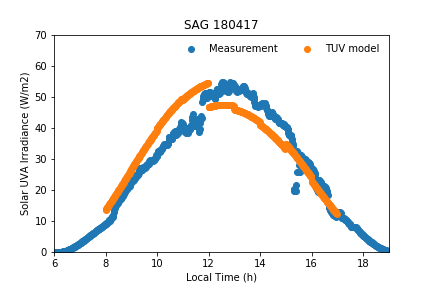 SAG 180417
Measurement TUV model
Solar UVA Irradiance (W/m2)
70
60
50
40
30
20
10
0
6 8 10 12 14 16 18
Local Time (h)